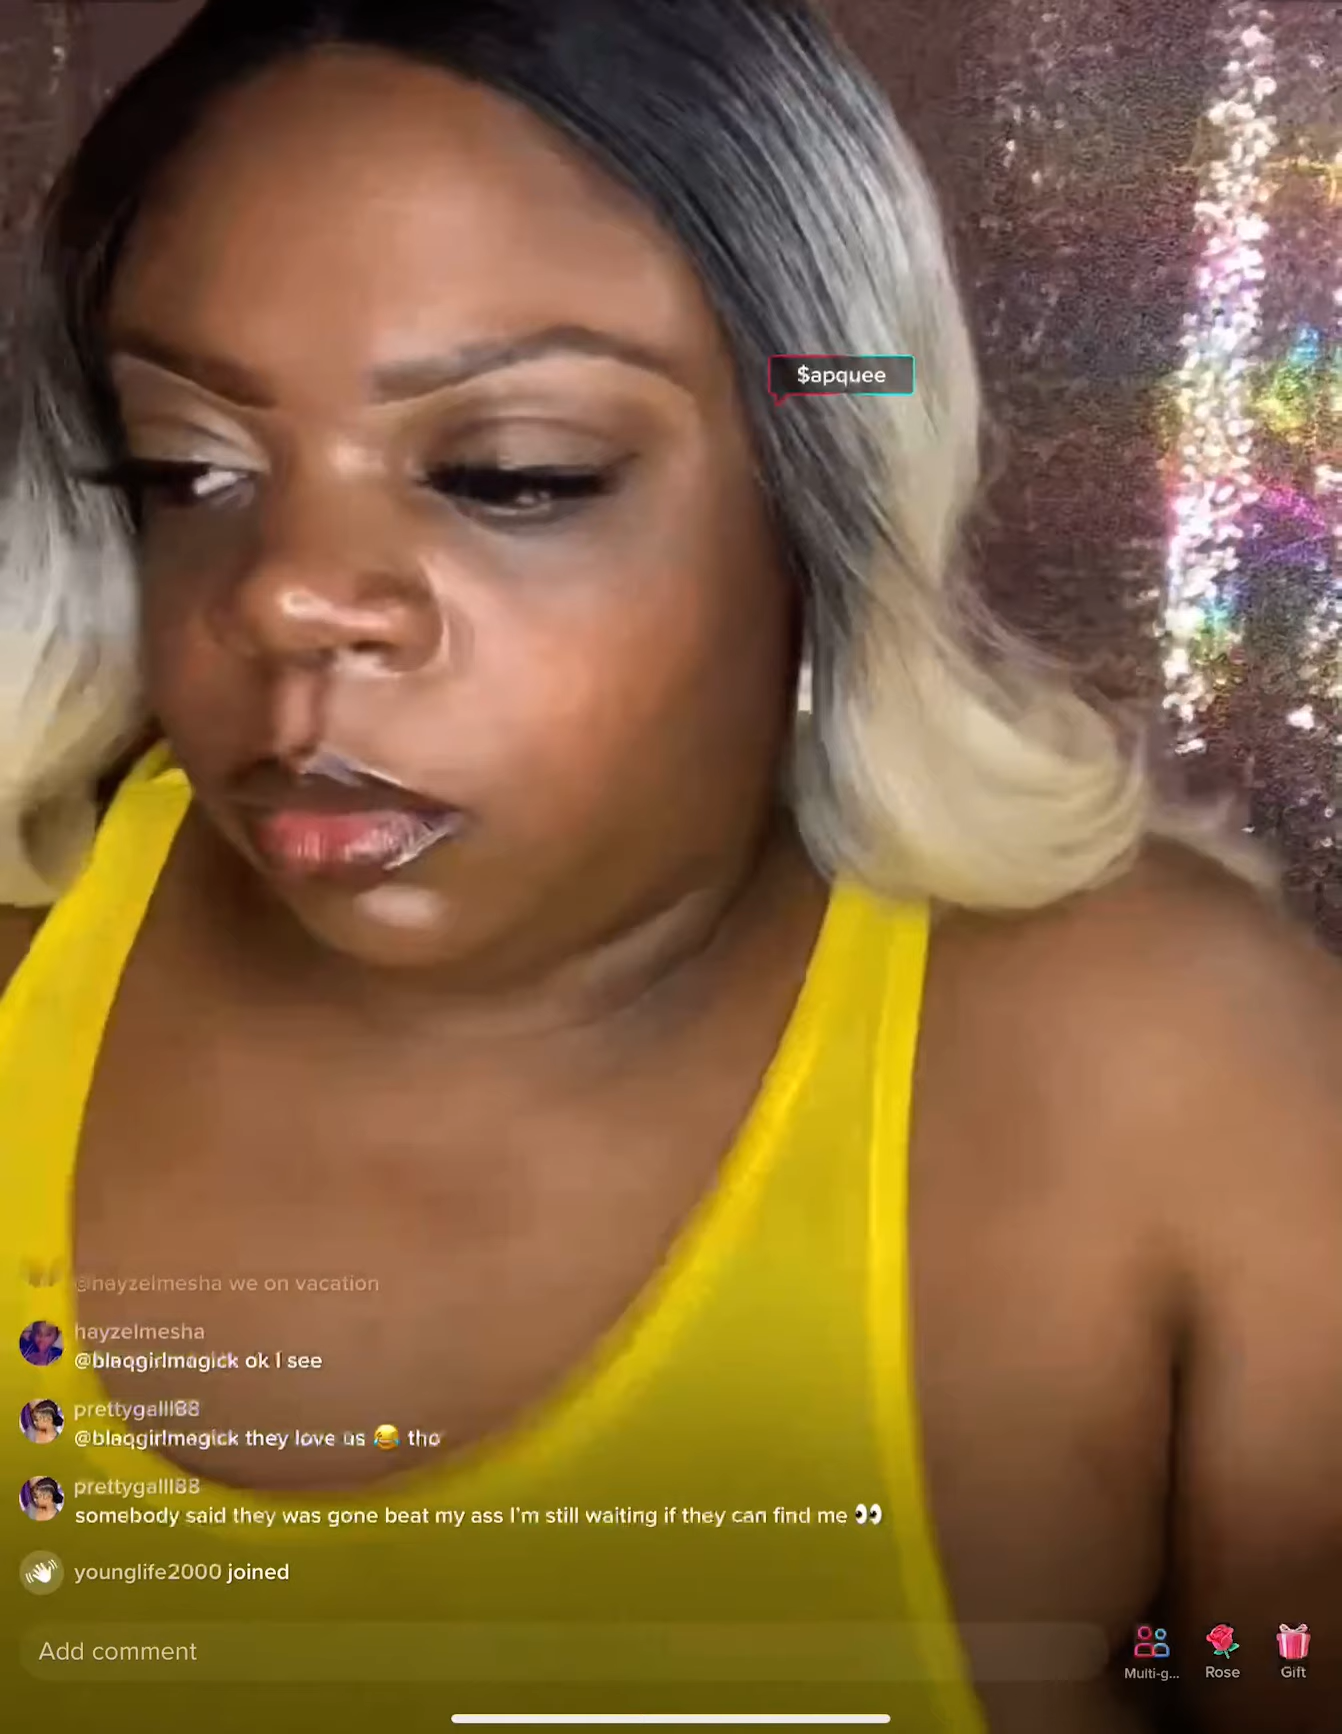 $apquee
@hayzelmesha we on vacation
hayzelmesha
@blaqgirlmagick ok I see
prettygalll88
@blaqgirlmagick they love us 😂 tho
prettygalll88
somebody said they was gone beat my ass I'm still waiting if they can find me 👀
younglife2000 joined
Add comment
Multi-g...
Rose
Gift